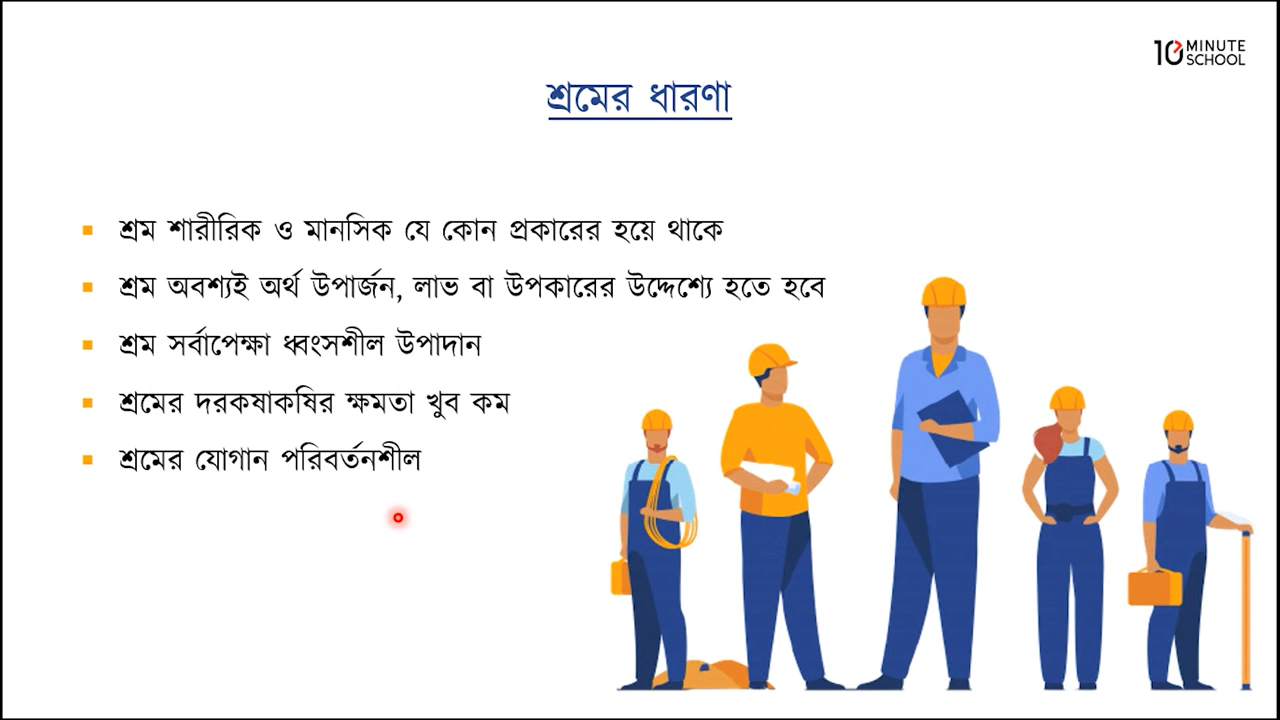 10 MINUTE
SCHOOL
শ্রমের ধারণা
শ্রম শারীরিক ও মানসিক যে কোন প্রকারের হয়ে থাকে
শ্রম অবশ্যই অর্থ উপার্জন, লাভ বা উপকারের উদ্দেশ্যে হতে হবে
শ্রম সর্বাপেক্ষা ধ্বংসশীল উপাদান
শ্রমের দরকষাকষির ক্ষমতা খুব কম
শ্রমের যোগান পরিবর্তনশীল